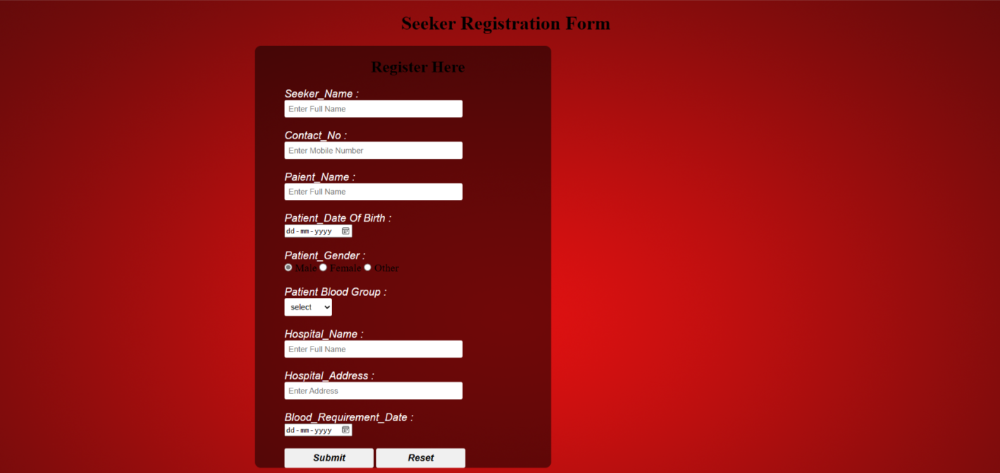 Seeker Registration Form
Register Here
Seeker_Name :
Enter Full Name
Contact_No :
Enter Mobile Number
Paient_Name :
Enter Full Name
Patient_Date Of Birth :
dd-mm-yyyy
Patient_Gender :
Male Female Other
Patient Blood Group :
select
Hospital_Name :
Enter Full Name
Hospital_Address :
Enter Address
Blood_Requirement_Date :
dd-mm-yyyy
Submit Reset